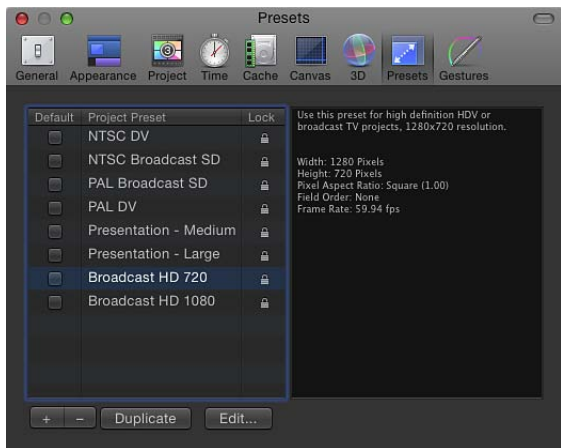 Presets
General Appearance Project Time Cache Canvas 3D Presets Gestures
Default Project Preset Lock
NTSC DV
NTSC Broadcast SD
PAL Broadcast SD
PAL DV
Presentation - Medium
Presentation - Large
Broadcast HD 720
Broadcast HD 1080
Use this preset for high definition HDV or
broadcast TV projects, 1280x720 resolution.
Width: 1280 Pixels
Height: 720 Pixels
Pixel Aspect Ratio: Square (1.00)
Field Order: None
Frame Rate: 59.94 fps
+ − Duplicate Edit...